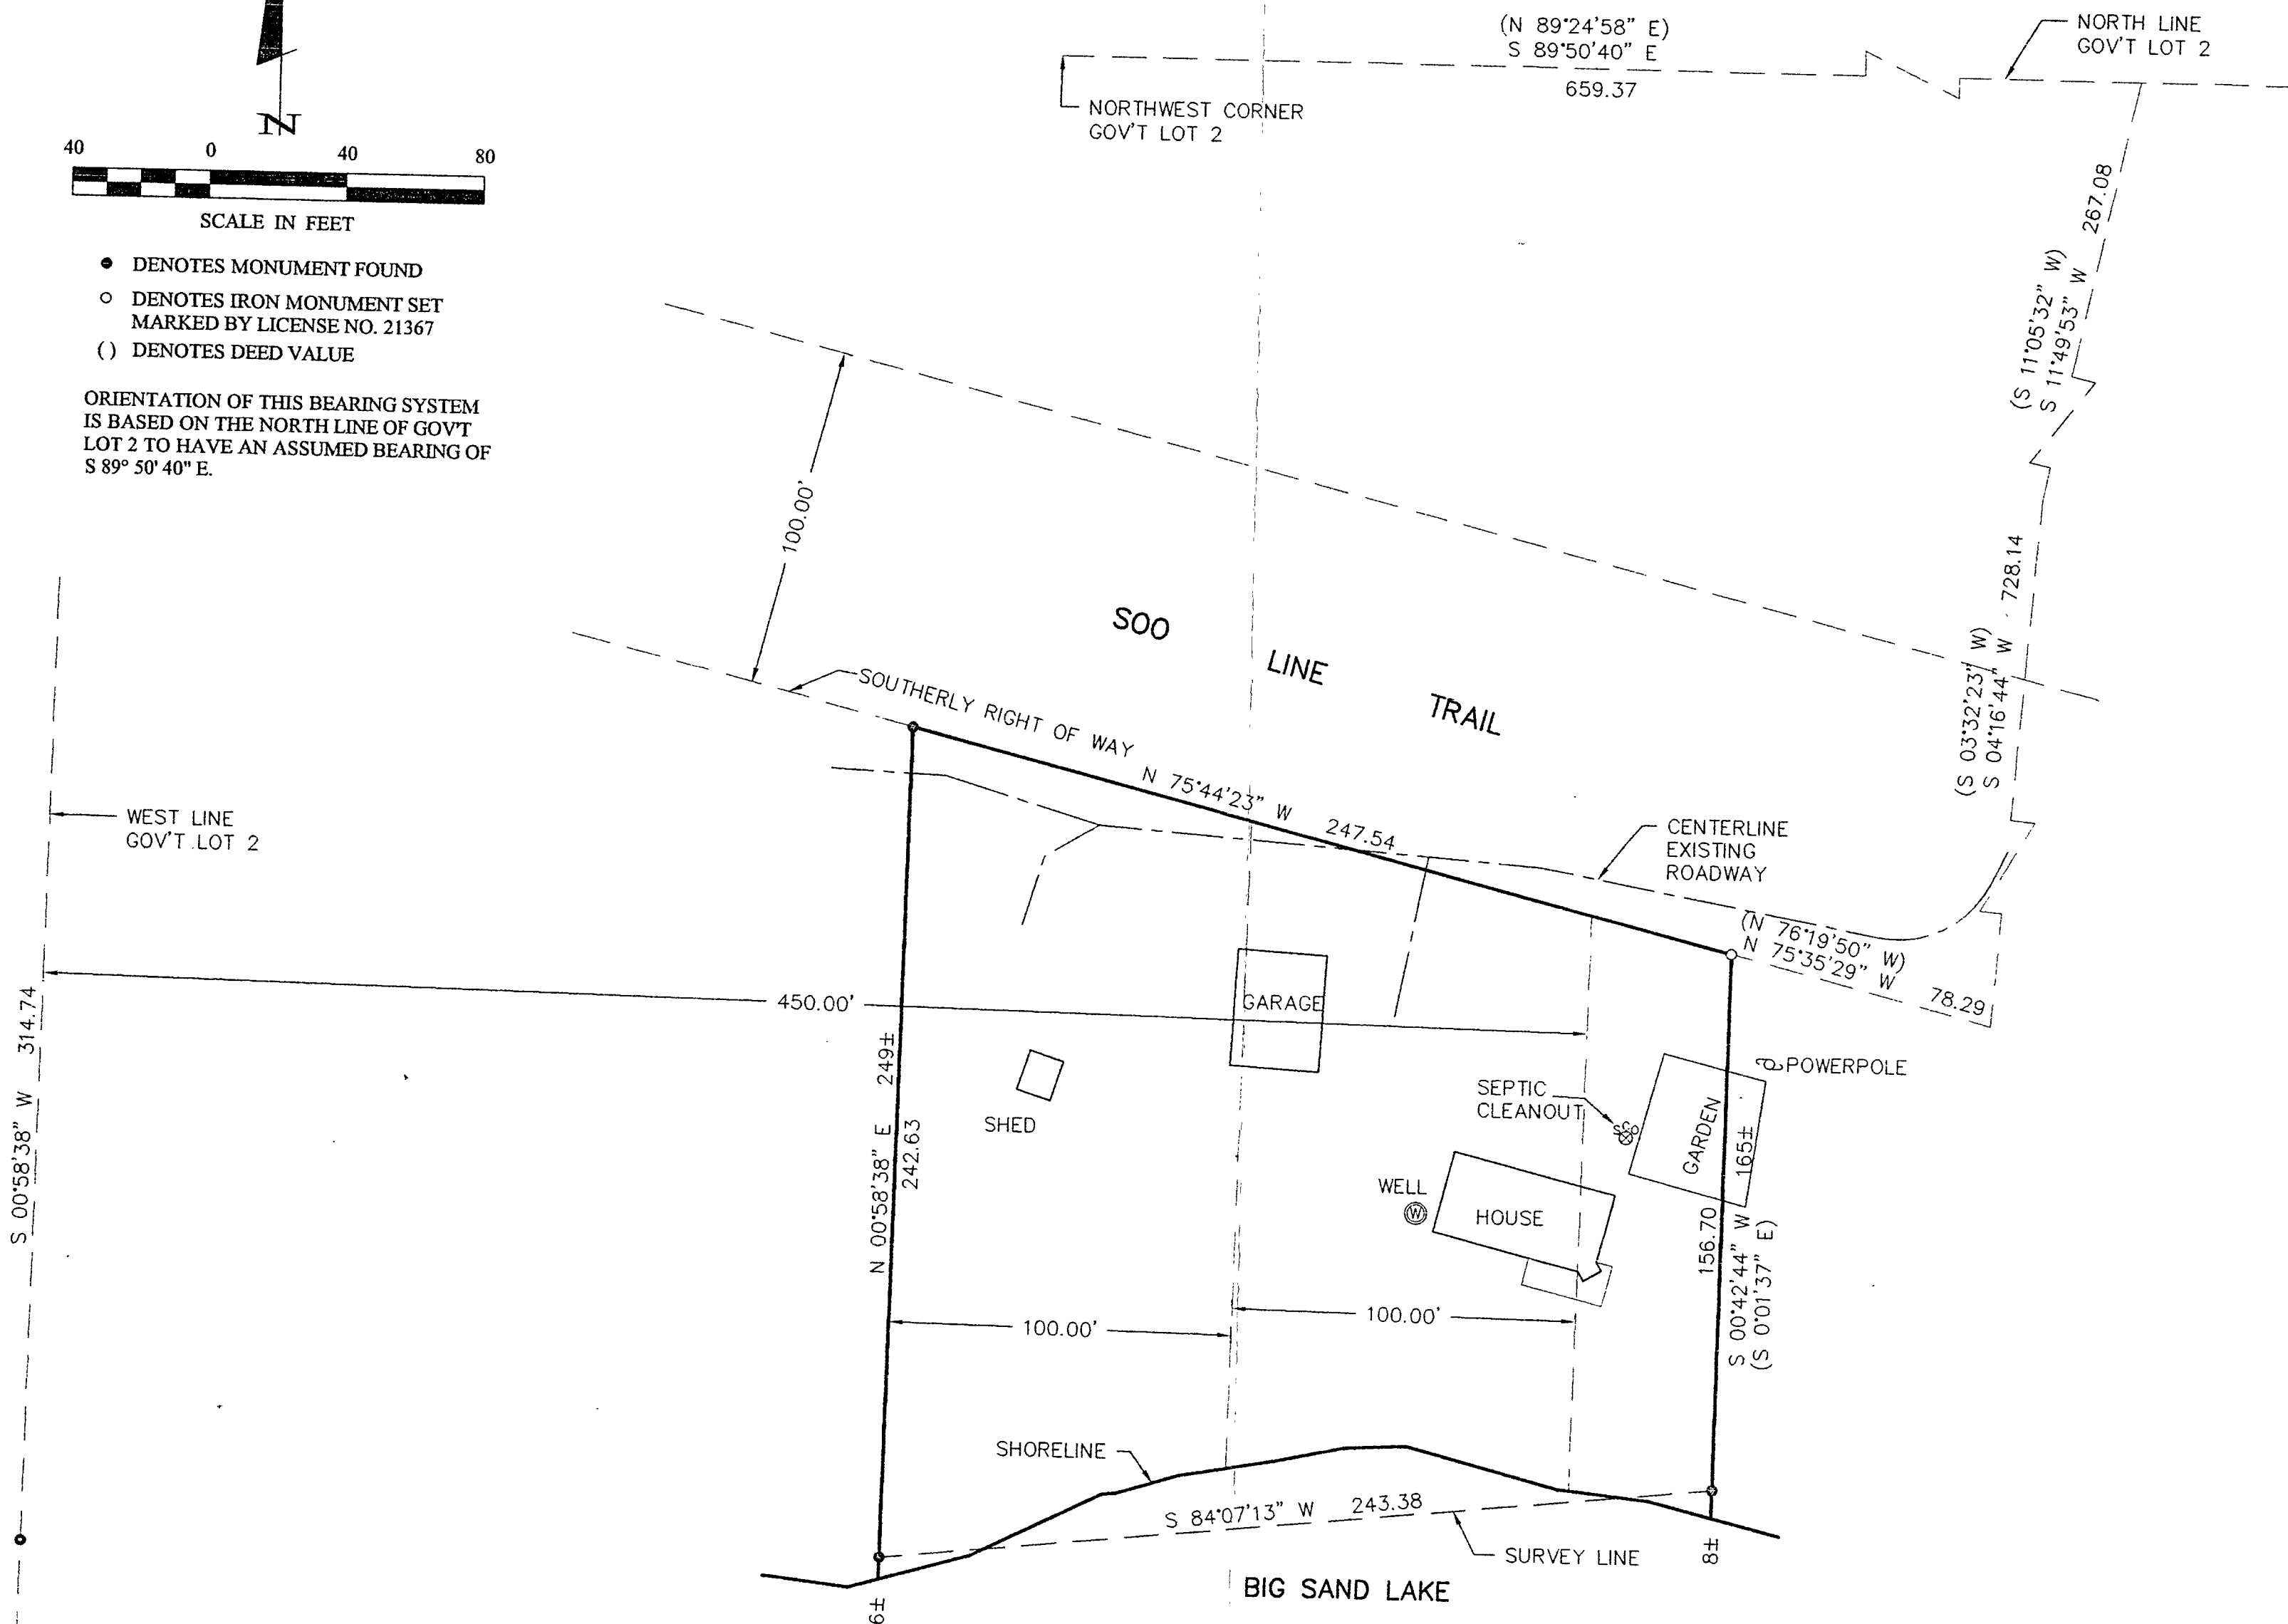 N
40 0 40 80
SCALE IN FEET
● DENOTES MONUMENT FOUND
○ DENOTES IRON MONUMENT SET
MARKED BY LICENSE NO. 21367
( ) DENOTES DEED VALUE
ORIENTATION OF THIS BEARING SYSTEM
IS BASED ON THE NORTH LINE OF GOV'T
LOT 2 TO HAVE AN ASSUMED BEARING OF
S 89° 50' 40" E.
(N 89°24'58" E)
S 89°50'40" E
659.37
NORTH LINE
GOV'T LOT 2
NORTHWEST CORNER
GOV'T LOT 2
(S 11°05'32" W)
S 11°49'53" W 267.08
100.00'
SOO LINE TRAIL
(S 03°32'23" W)
S 04°16'44" W 728.14
SOUTHERLY RIGHT OF WAY
N 75°44'23" W 247.54
WEST LINE
GOV'T LOT 2
CENTERLINE
EXISTING
ROADWAY
(N 76°19'50" W)
N 75°35'29" W 78.29
S 00°58'38" W 314.74
450.00'
GARAGE
249±
N 00°58'38" E
242.63
SHED
POWERPOLE
SEPTIC
CLEANOUT
SCO
GARDEN
165±
WELL
W
HOUSE
156.70
S 00°42'44" W
(S 0°01'37" E)
100.00'
100.00'
SHORELINE
S 84°07'13" W 243.38
SURVEY LINE
8±
6±
BIG SAND LAKE